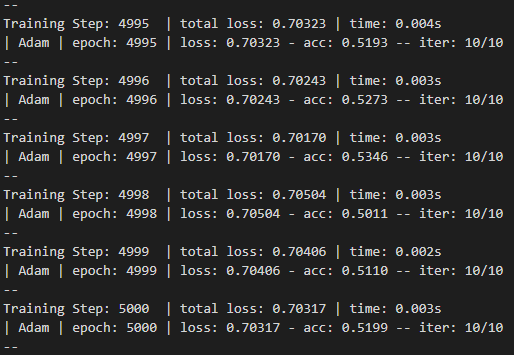 --
Training Step: 4995  | total loss: 0.70323 | time: 0.004s
| Adam | epoch: 4995 | loss: 0.70323 - acc: 0.5193 -- iter: 10/10
--
Training Step: 4996  | total loss: 0.70243 | time: 0.003s
| Adam | epoch: 4996 | loss: 0.70243 - acc: 0.5273 -- iter: 10/10
--
Training Step: 4997  | total loss: 0.70170 | time: 0.003s
| Adam | epoch: 4997 | loss: 0.70170 - acc: 0.5346 -- iter: 10/10
--
Training Step: 4998  | total loss: 0.70504 | time: 0.003s
| Adam | epoch: 4998 | loss: 0.70504 - acc: 0.5011 -- iter: 10/10
--
Training Step: 4999  | total loss: 0.70406 | time: 0.002s
| Adam | epoch: 4999 | loss: 0.70406 - acc: 0.5110 -- iter: 10/10
--
Training Step: 5000  | total loss: 0.70317 | time: 0.003s
| Adam | epoch: 5000 | loss: 0.70317 - acc: 0.5199 -- iter: 10/10
--